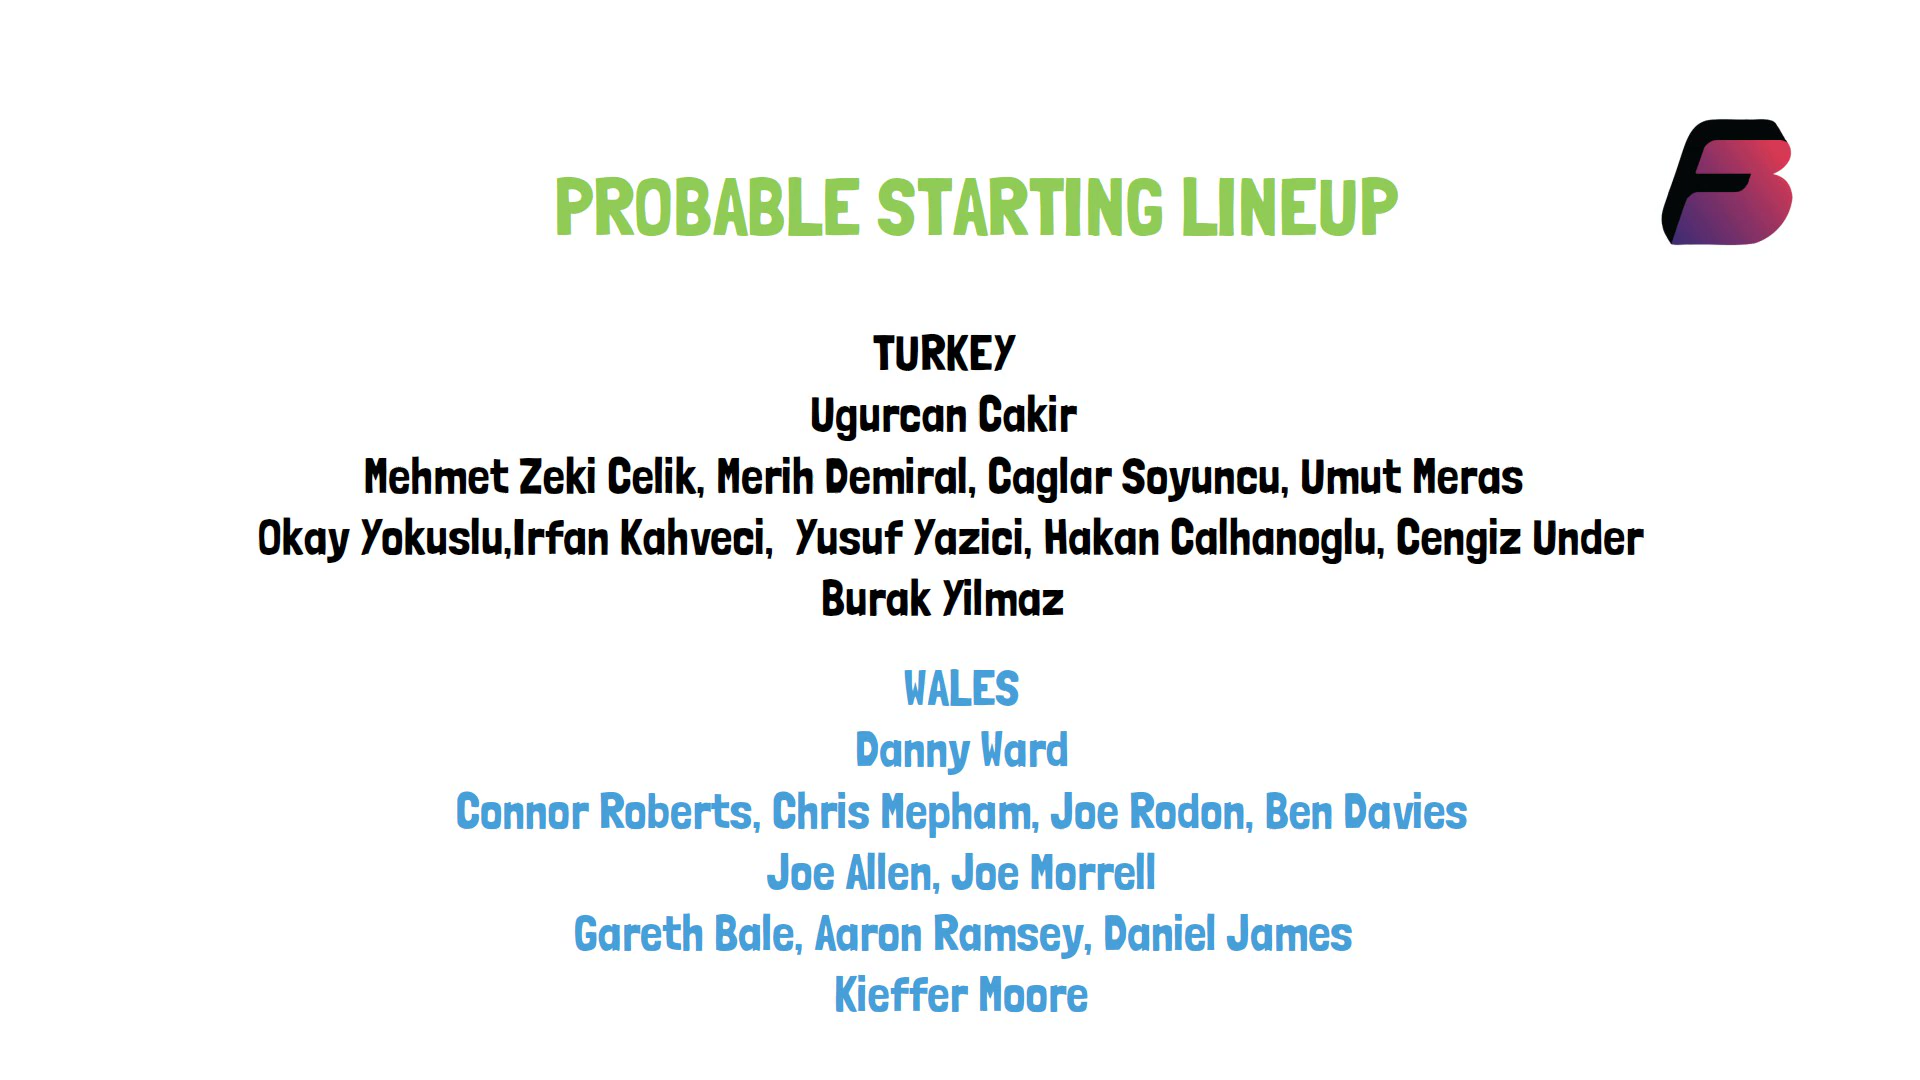 PROBABLE STARTING LINEUP
TURKEY
Ugurcan Cakir
Mehmet Zeki Celik, Merih Demiral, Caglar Soyuncu, Umut Meras
Okay Yokuslu,Irfan Kahveci,  Yusuf Yazici, Hakan Calhanoglu, Cengiz Under
Burak Yilmaz
WALES
Danny Ward
Connor Roberts, Chris Mepham, Joe Rodon, Ben Davies
Joe Allen, Joe Morrell
Gareth Bale, Aaron Ramsey, Daniel James
Kieffer Moore